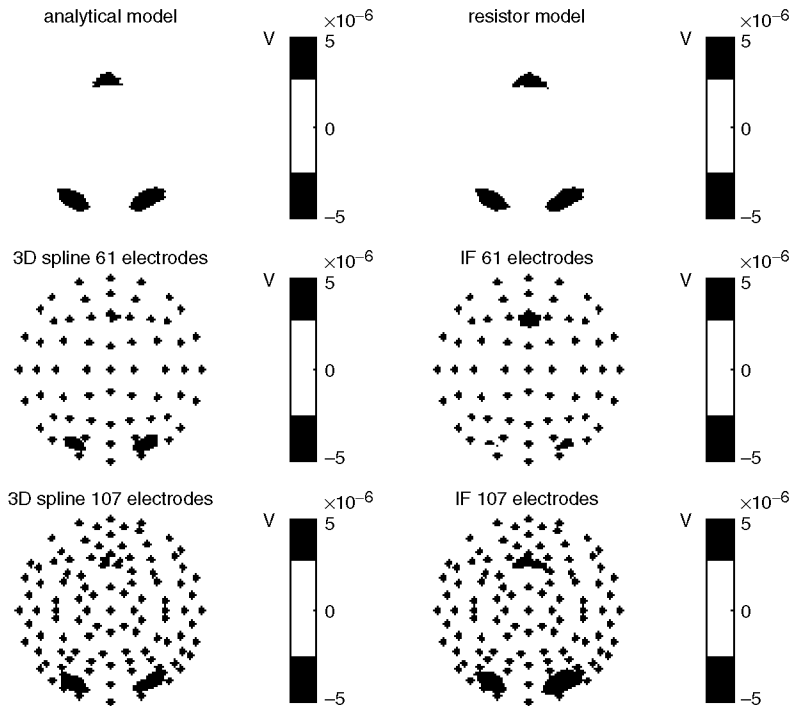 analytical model
V
×10−6
5
0
−5
resistor model
V
×10−6
5
0
−5
3D spline 61 electrodes
V
×10−6
5
0
−5
IF 61 electrodes
V
×10−6
5
0
−5
3D spline 107 electrodes
V
×10−6
5
0
−5
IF 107 electrodes
V
×10−6
5
0
−5